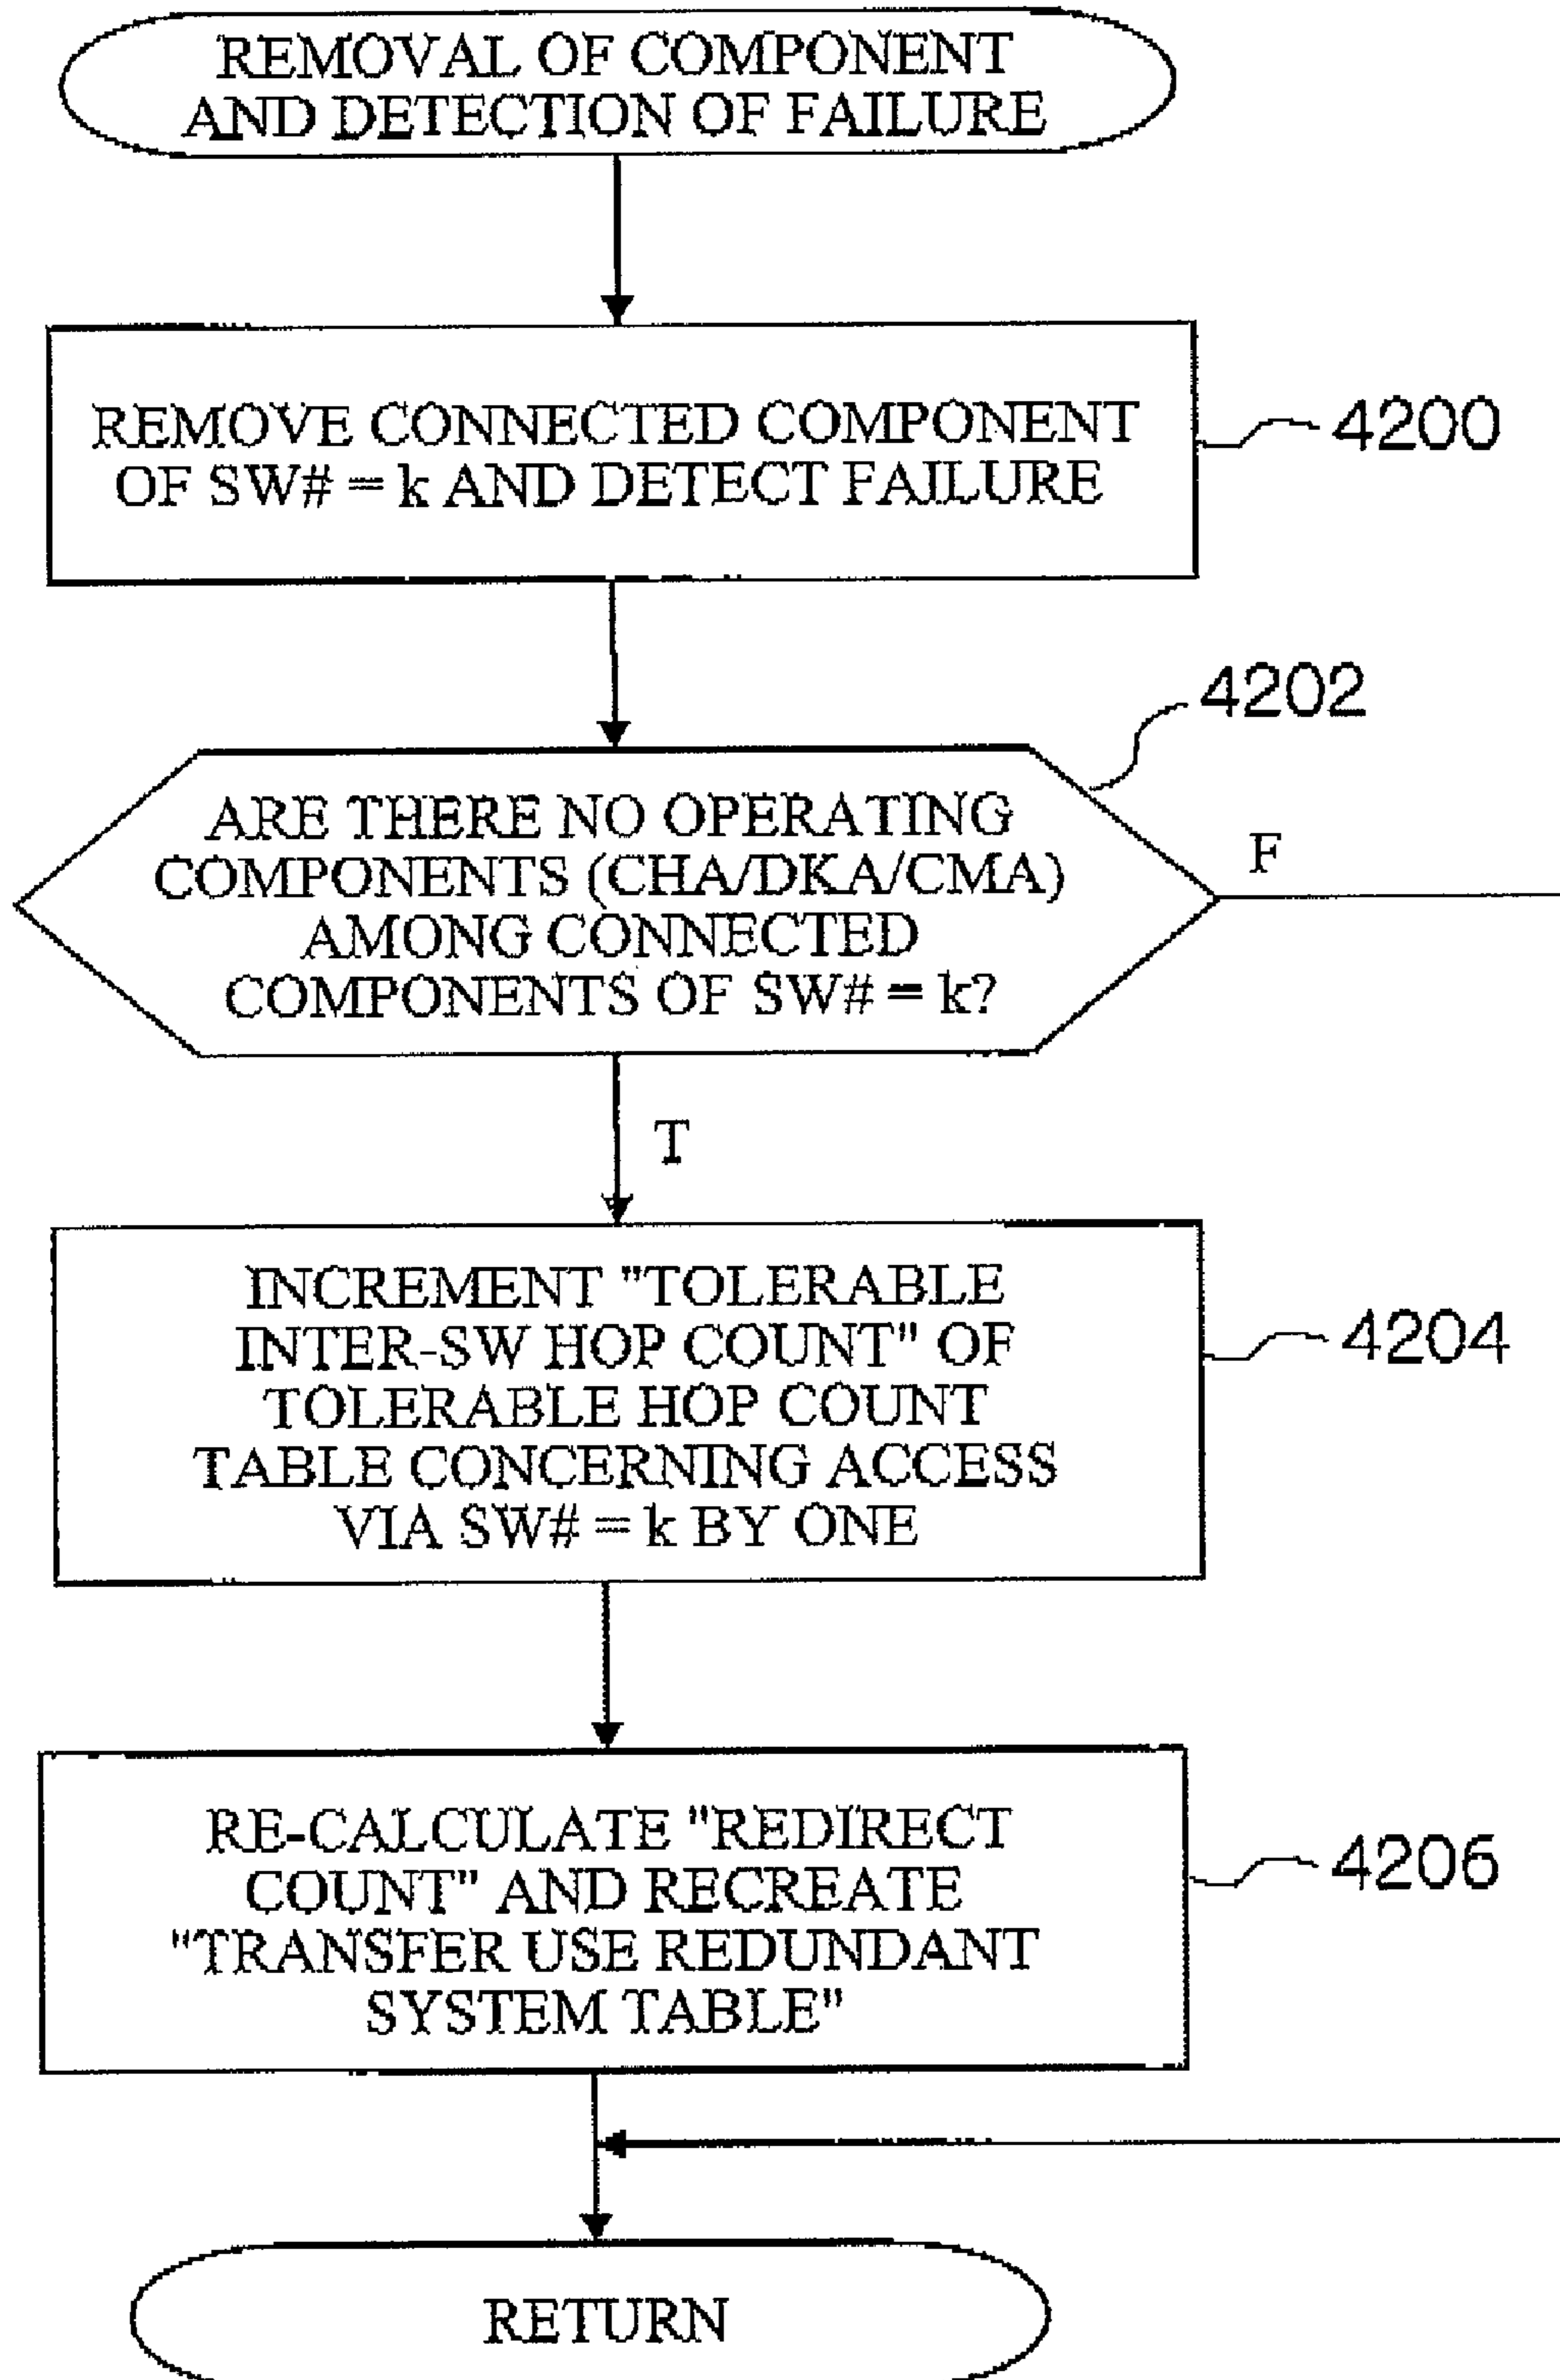 REMOVAL OF COMPONENT
AND DETECTION OF FAILURE
REMOVE CONNECTED COMPONENT
OF SW# = k AND DETECT FAILURE
4200
4202
ARE THERE NO OPERATING
COMPONENTS (CHA/DKA/CMA)
AMONG CONNECTED
COMPONENTS OF SW# = k?
F
T
INCREMENT "TOLERABLE
INTER-SW HOP COUNT" OF
TOLERABLE HOP COUNT
TABLE CONCERNING ACCESS
VIA SW# = k BY ONE
4204
RE-CALCULATE "REDIRECT
COUNT" AND RECREATE
"TRANSFER USE REDUNDANT
SYSTEM TABLE"
4206
RETURN